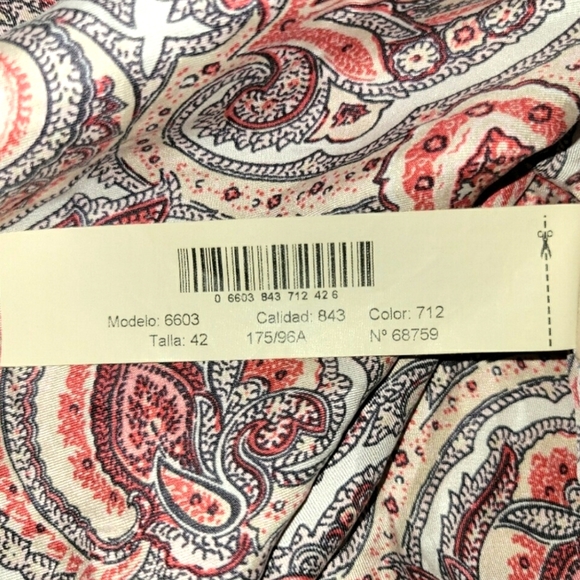 0 6603 843 712 42 6
Modelo: 6603 Calidad: 843 Color: 712
Talla: 42 175/96A Nº 68759